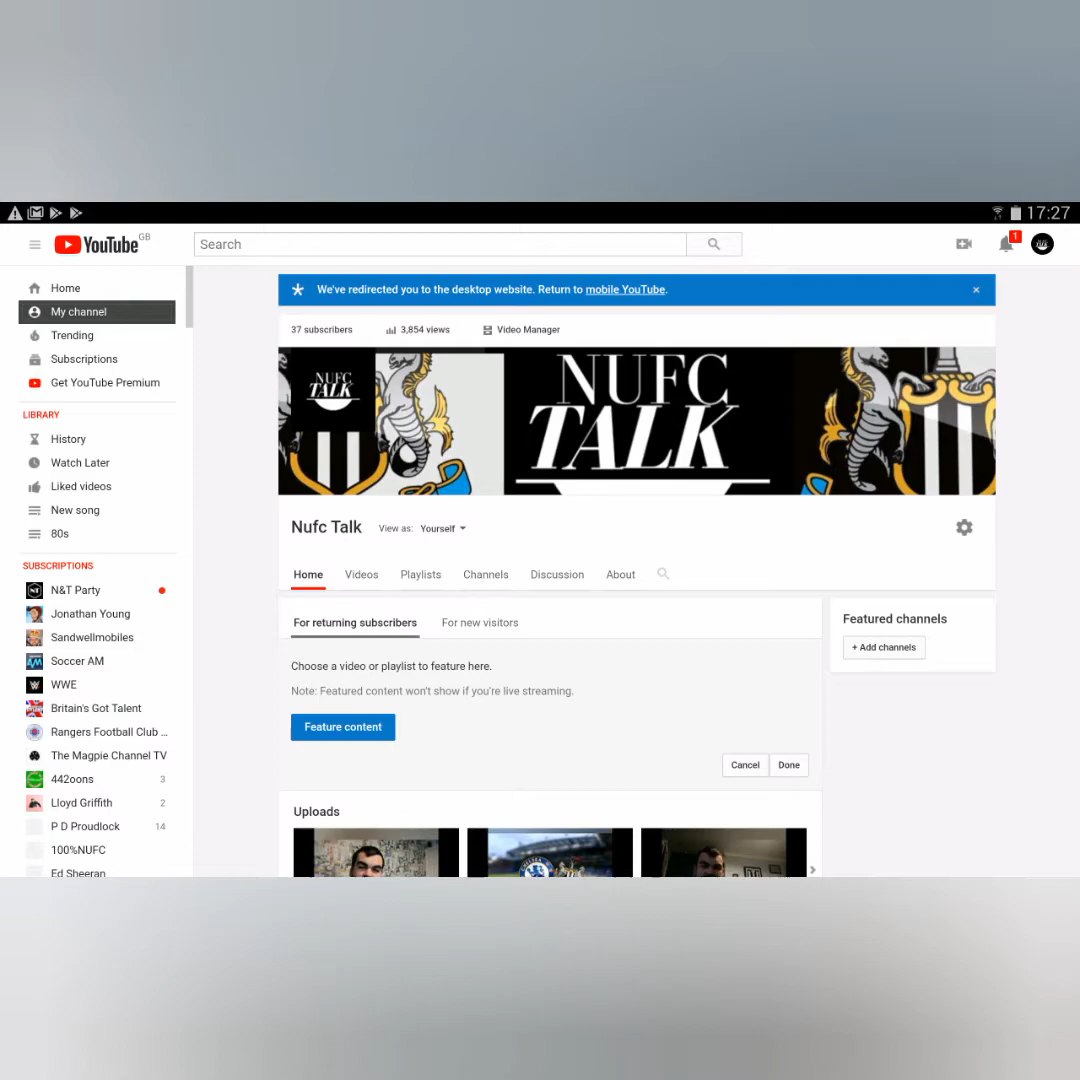 17:27
YouTube GB
Search
1
Home
My channel
Trending
Subscriptions
Get YouTube Premium
LIBRARY
History
Watch Later
Liked videos
New song
80s
SUBSCRIPTIONS
N&T Party
Jonathan Young
Sandwellmobiles
Soccer AM
WWE
Britain's Got Talent
Rangers Football Club ...
The Magpie Channel TV
442oons 3
Lloyd Griffith 2
P D Proudlock 14
100%NUFC
Ed Sheeran
We've redirected you to the desktop website. Return to mobile YouTube.
37 subscribers 3,854 views Video Manager
NUFC
TALK
NUFC
TALK
Nufc Talk View as: Yourself
Home Videos Playlists Channels Discussion About
For returning subscribers For new visitors
Choose a video or playlist to feature here.
Note: Featured content won't show if you're live streaming.
Feature content
Cancel Done
Uploads
CHELSEA
Featured channels
+ Add channels